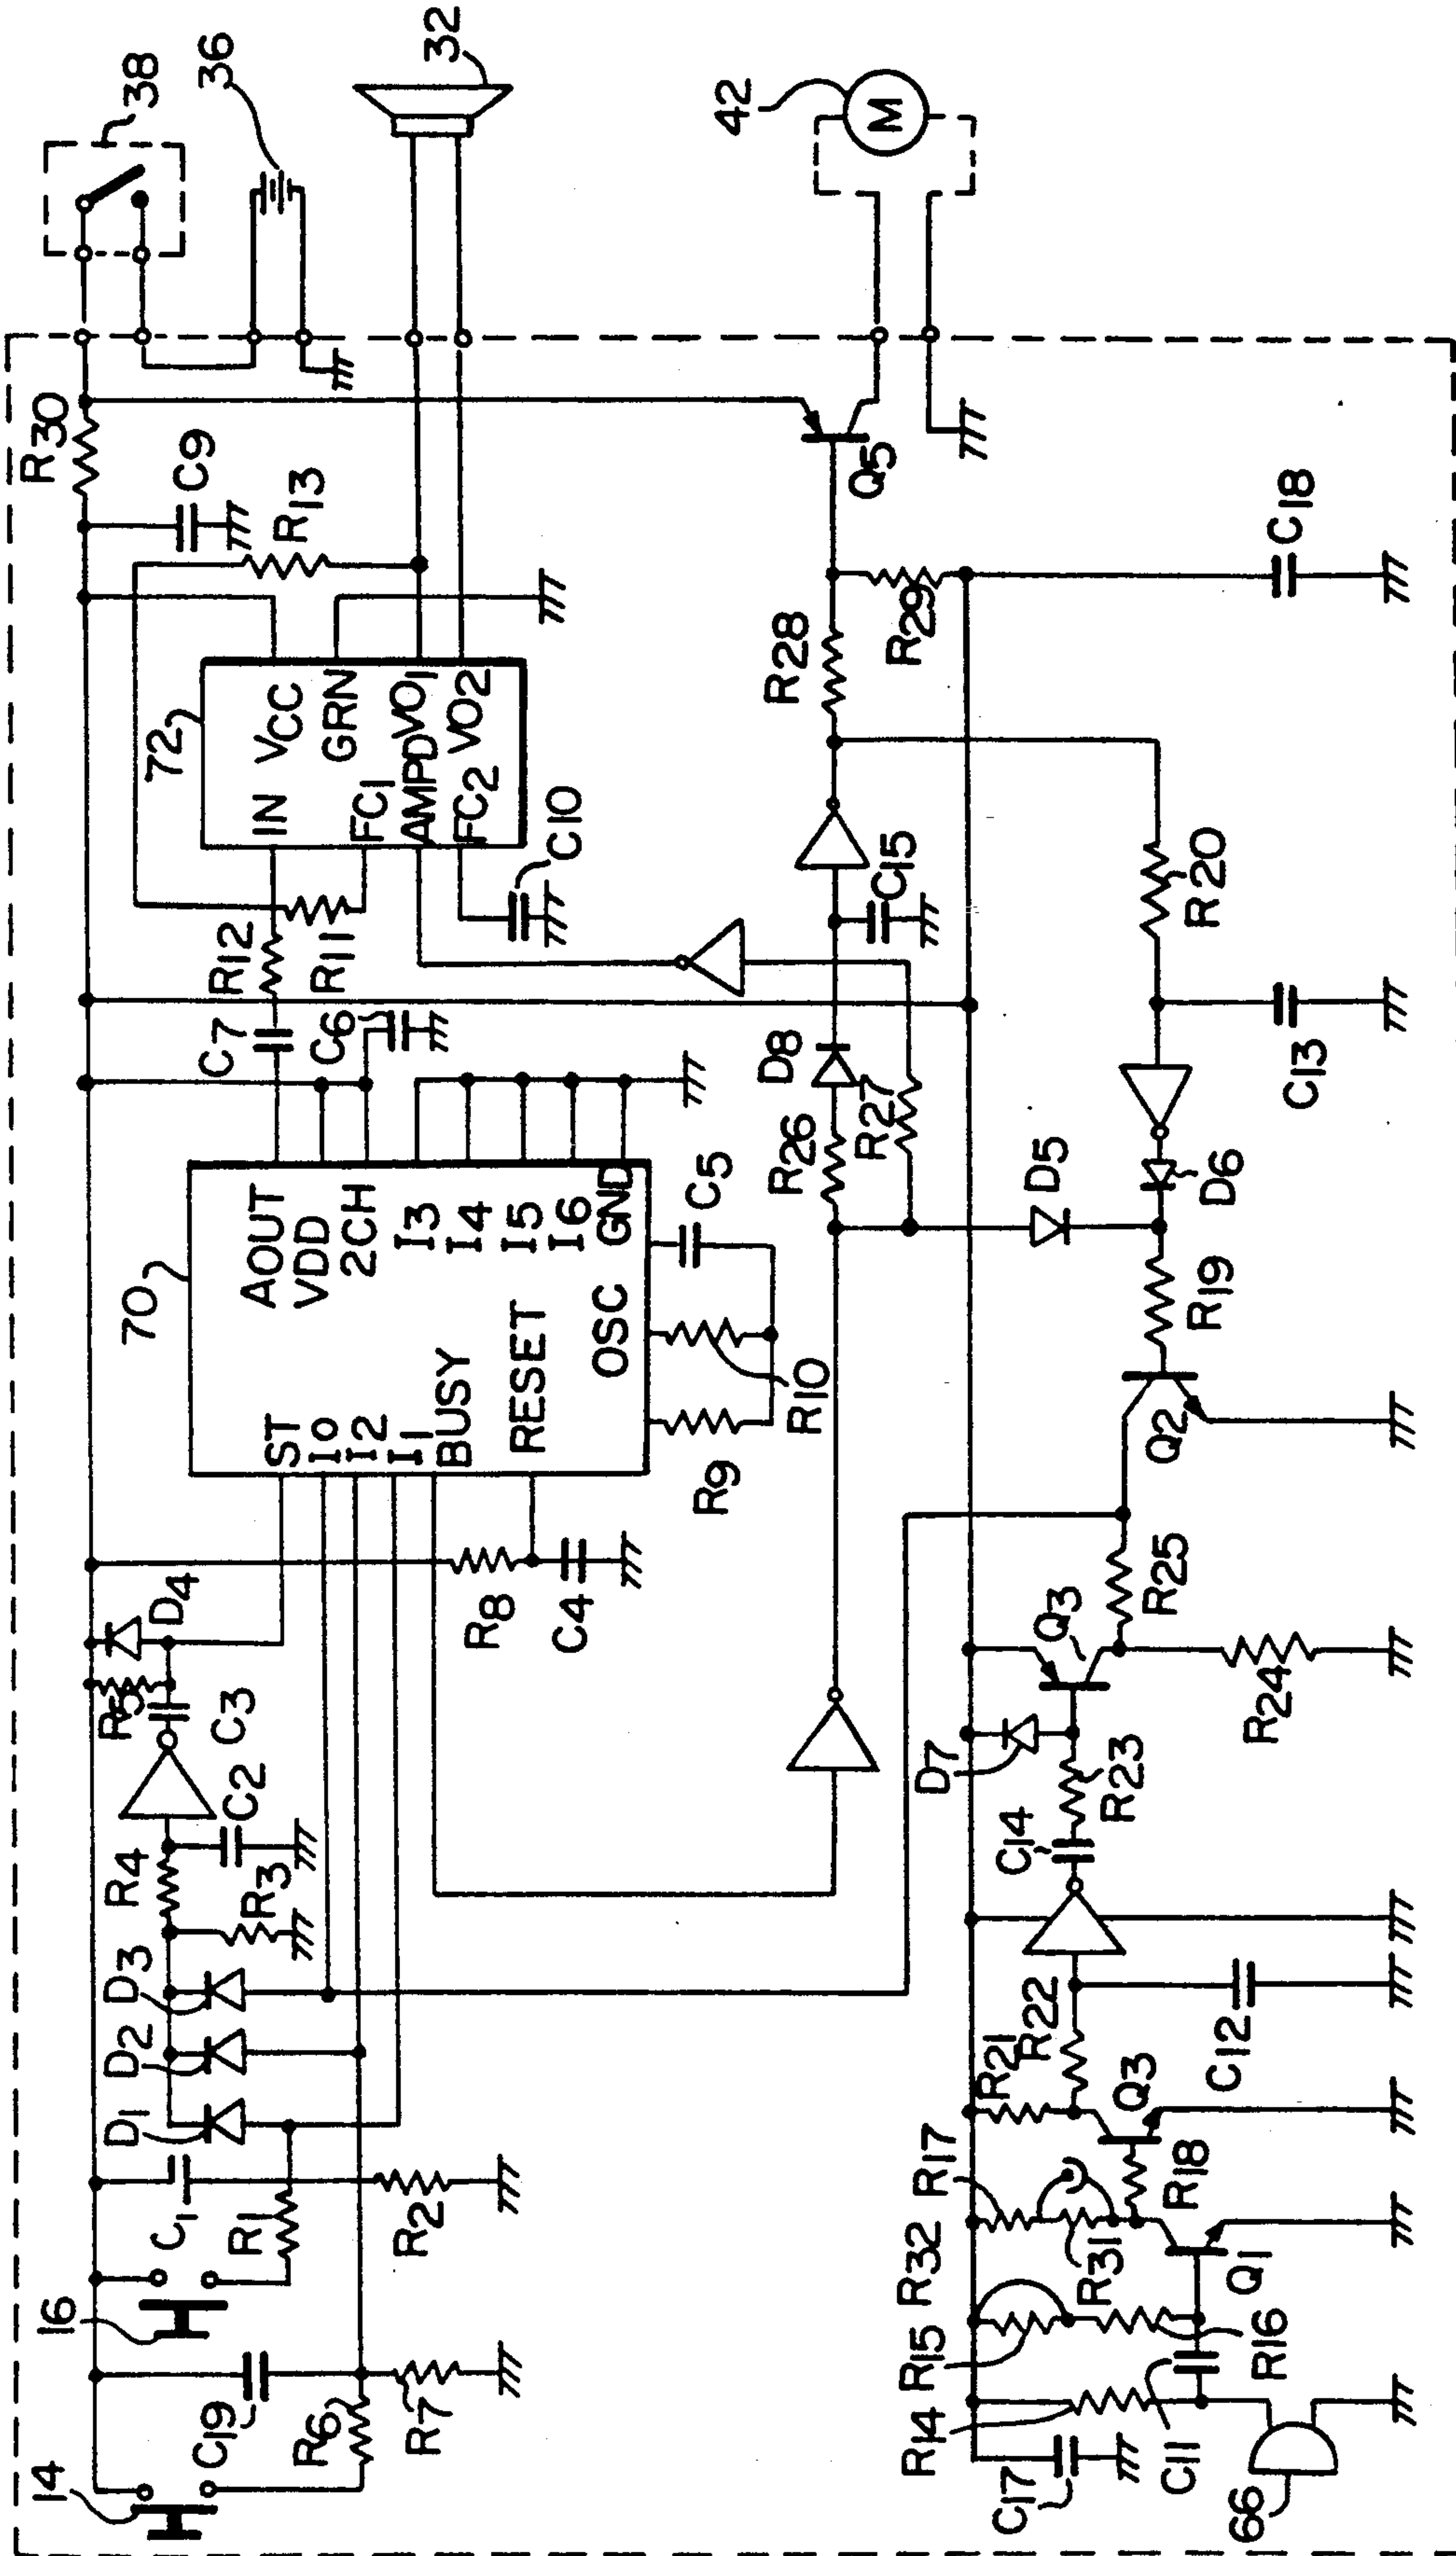 38
36
32
42
M
R30
C9
R13
72
IN
VCC
GRN
FC1
AMPD
VO1
FC2
VO2
C10
R12
R11
C7
C6
Q5
R28
R29
C18
C15
R20
D8
R26
R27
C13
D5
D6
R19
Q2
70
AOUT
VDD
2CH
I3
I4
I5
I6
GND
ST
I0
I2
I1
BUSY
RESET
OSC
C5
R10
R9
R8
C4
D4
R5
C3
C2
R4
R3
D3
D2
D1
C1
R1
R2
16
14
C19
R6
R7
R25
Q3
R24
D7
R23
C14
R22
C12
R21
Q3
R18
R17
R31
R32
Q1
R15
R16
R14
C11
C17
66